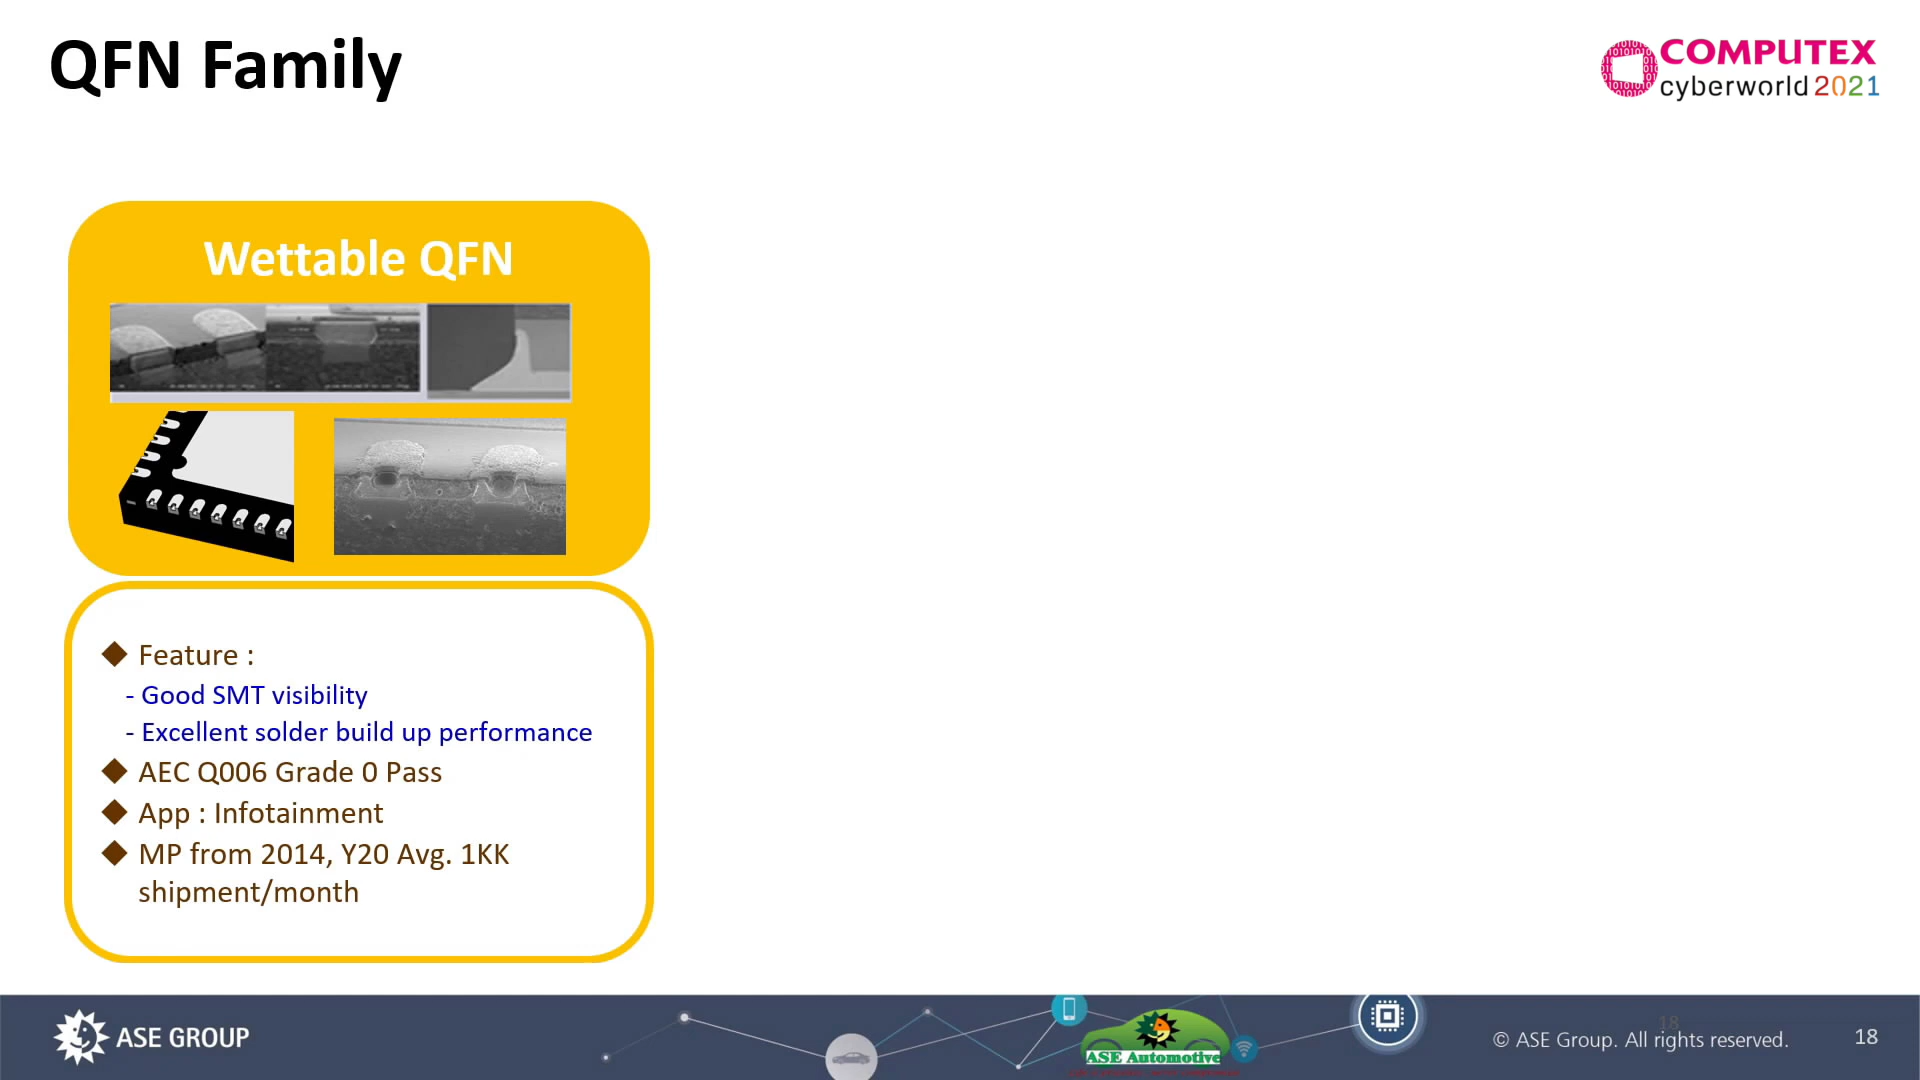 QFN Family
COMPUTEX
cyberworld 2021
Wettable QFN
Feature :
- Good SMT visibility
- Excellent solder build up performance
AEC Q006 Grade 0 Pass
App : Infotainment
MP from 2014, Y20 Avg. 1KK
shipment/month
ASE GROUP
ASE Automotive
18
© ASE Group. All rights reserved.
18